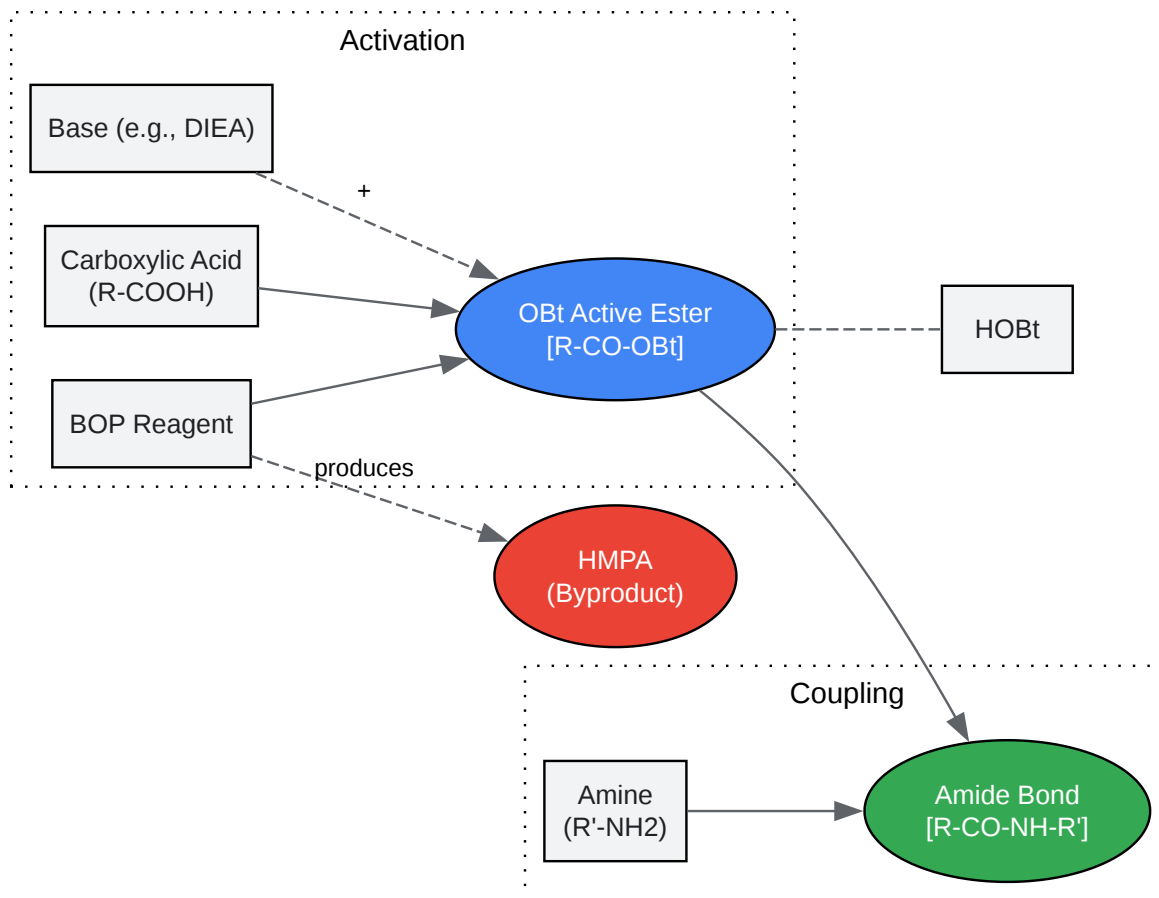 Activation
Base (e.g., DIEA)
+
Carboxylic Acid
(R-COOH)
OBt Active Ester
[R-CO-OBt]
HOBt
BOP Reagent
produces
HMPA
(Byproduct)
Coupling
Amine
(R'-NH2)
Amide Bond
[R-CO-NH-R']